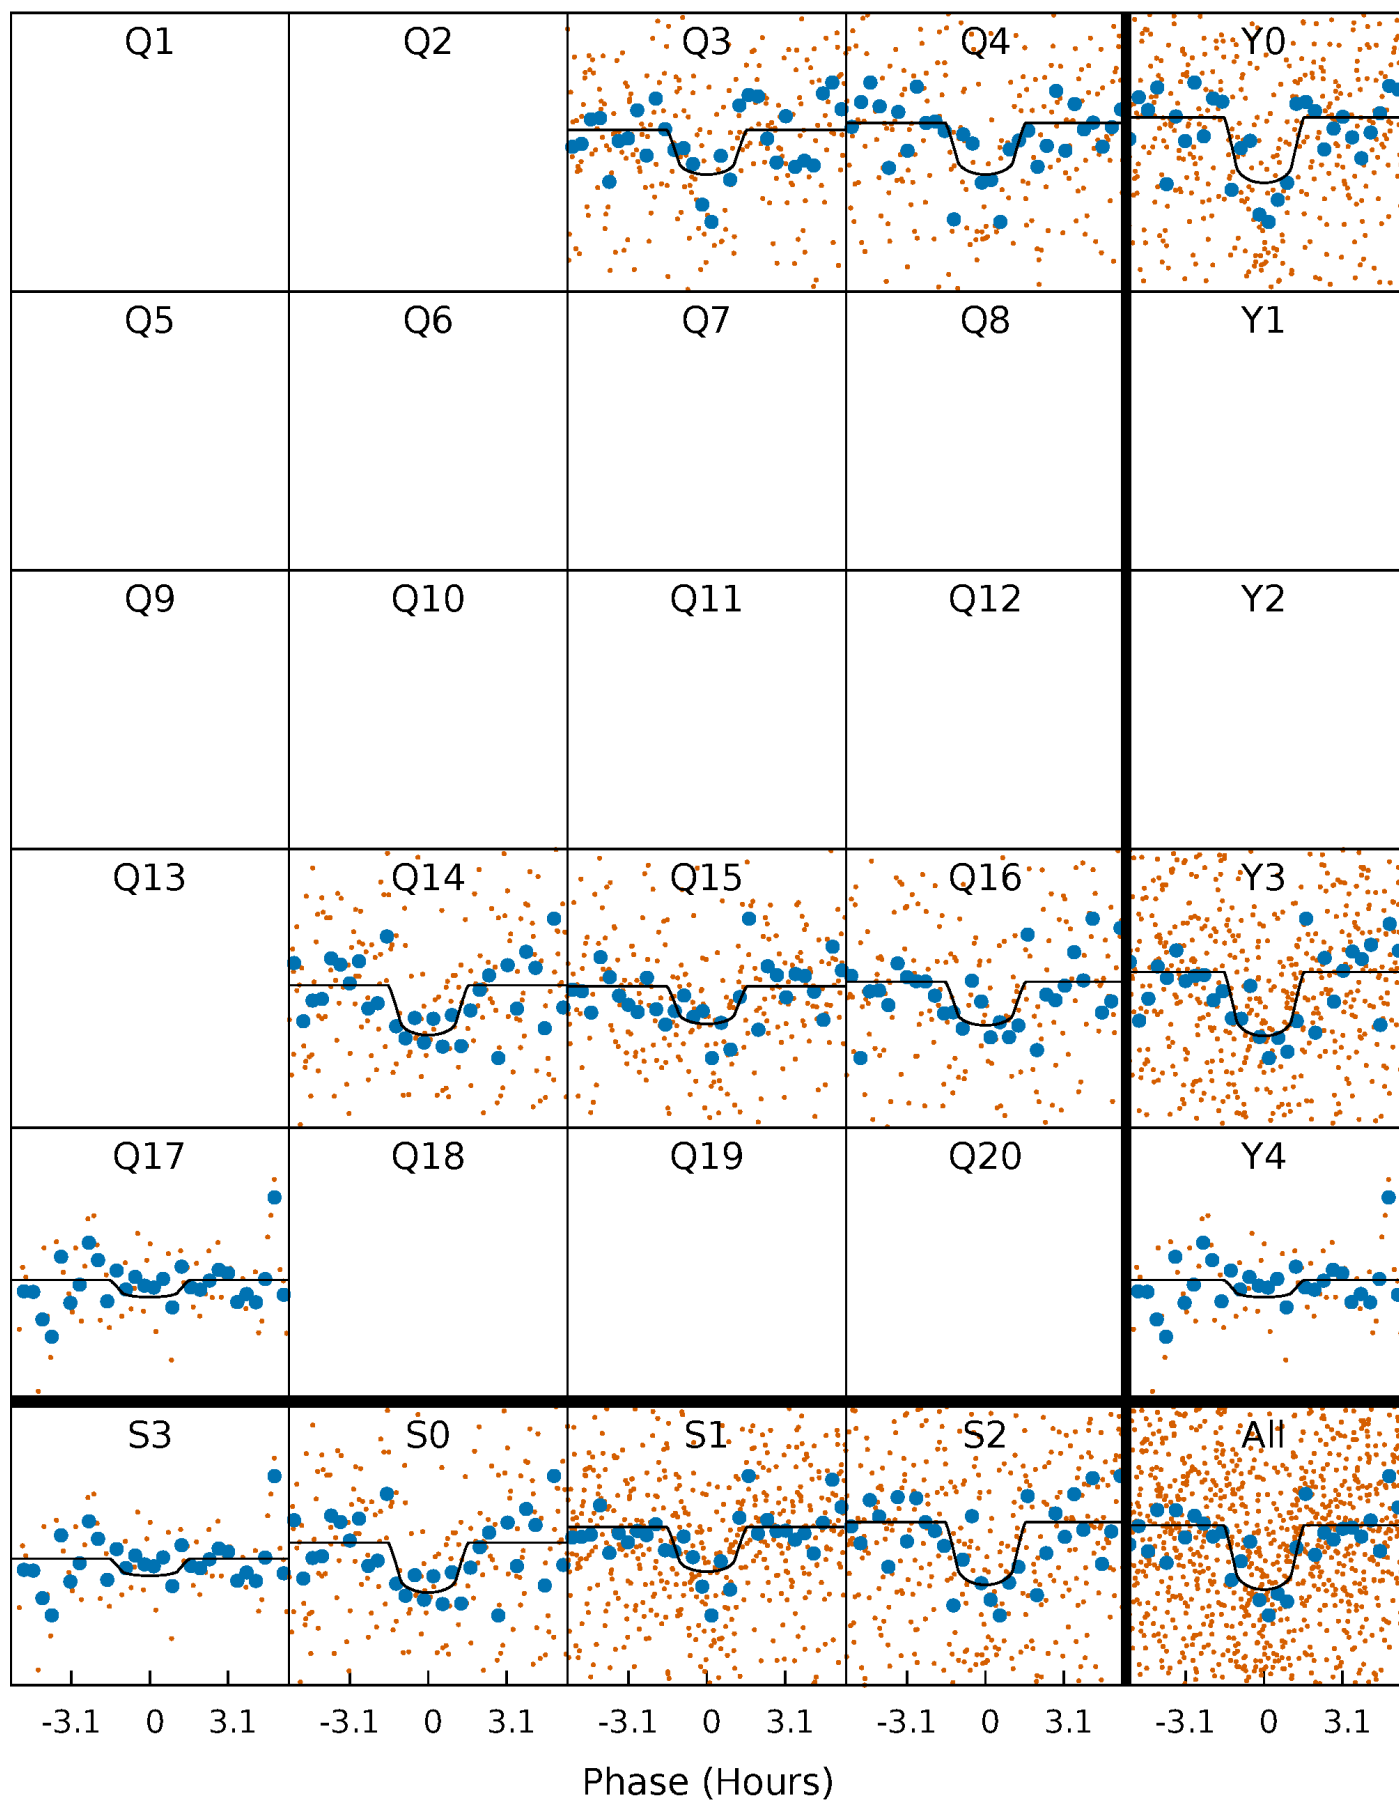 Q1 Q2 Q3 Q4 Y0
Q5 Q6 Q7 Q8 Y1
Q9 Q10 Q11 Q12 Y2
Q13 Q14 Q15 Q16 Y3
Q17 Q18 Q19 Q20 Y4
S3 S0 S1 S2 All
-3.1 0 3.1 -3.1 0 3.1 -3.1 0 3.1 -3.1 0 3.1 -3.1 0 3.1
Phase (Hours)